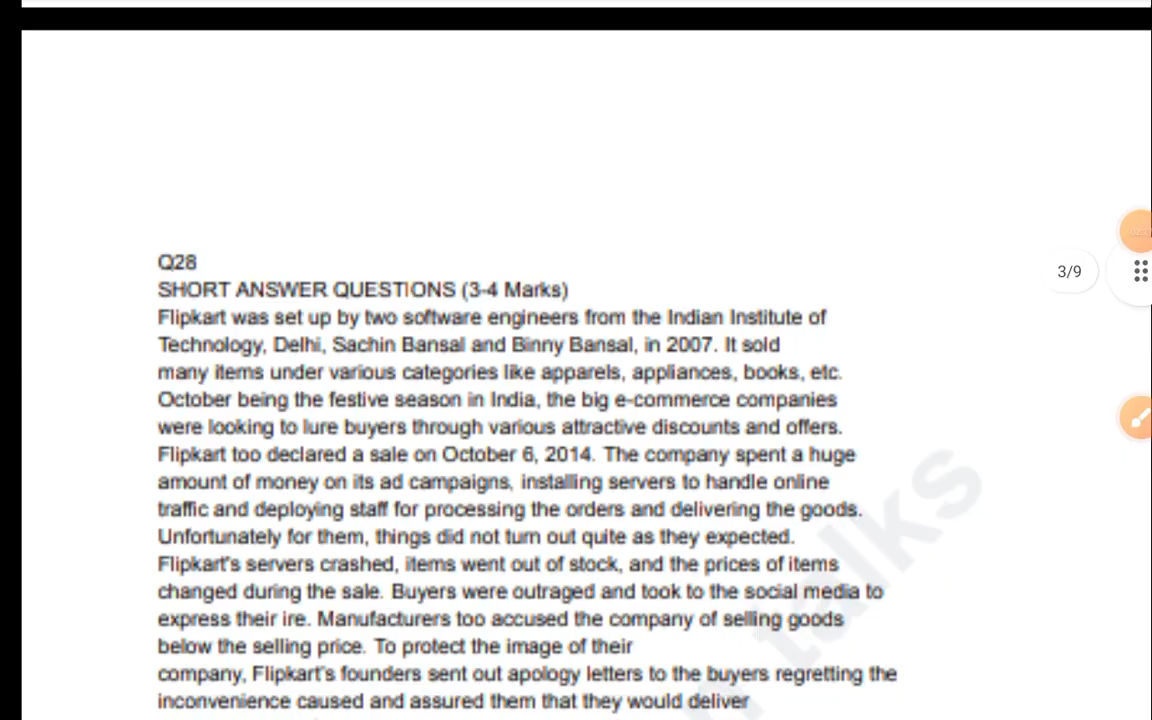 Q28
SHORT ANSWER QUESTIONS (3-4 Marks)
Flipkart was set up by two software engineers from the Indian Institute of
Technology, Delhi, Sachin Bansal and Binny Bansal, in 2007. It sold
many items under various categories like apparels, appliances, books, etc.
October being the festive season in India, the big e-commerce companies
were looking to lure buyers through various attractive discounts and offers.
Flipkart too declared a sale on October 6, 2014. The company spent a huge
amount of money on its ad campaigns, installing servers to handle online
traffic and deploying staff for processing the orders and delivering the goods.
Unfortunately for them, things did not turn out quite as they expected.
Flipkart's servers crashed, items went out of stock, and the prices of items
changed during the sale. Buyers were outraged and took to the social media to
express their ire. Manufacturers too accused the company of selling goods
below the selling price. To protect the image of their
company, Flipkart's founders sent out apology letters to the buyers regretting the
inconvenience caused and assured them that they would deliver
3/9
talks